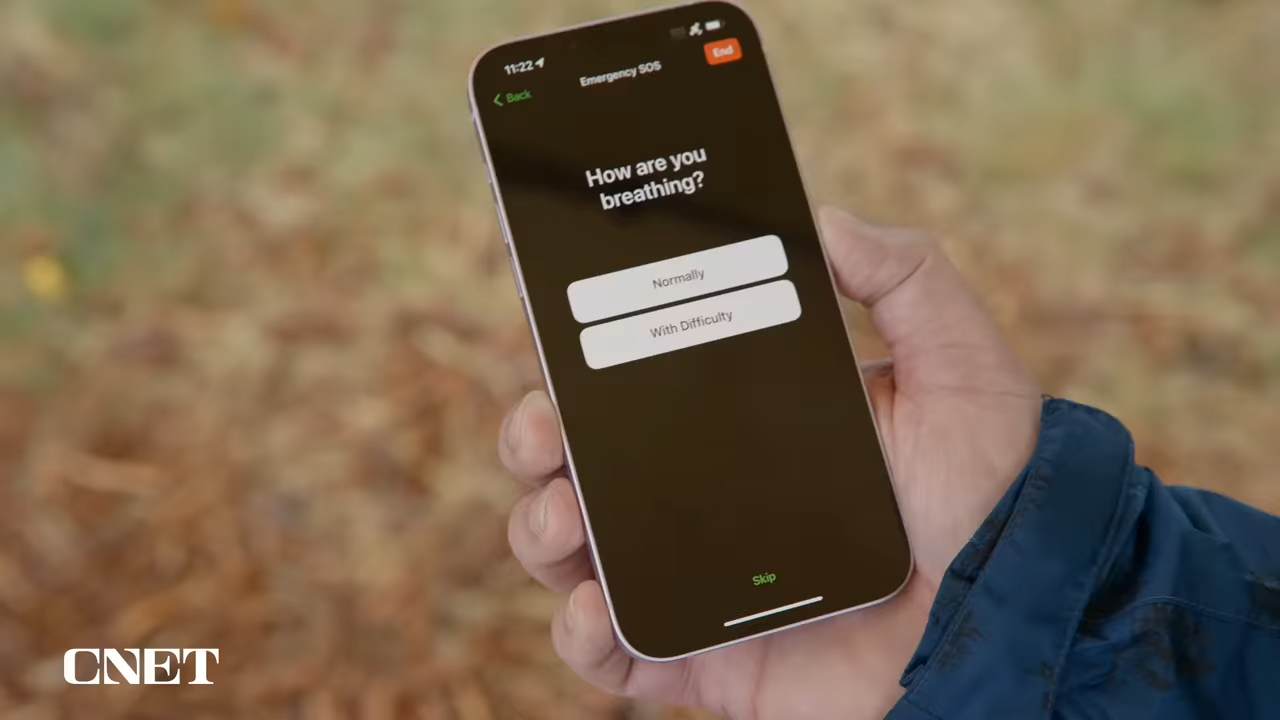 11:22
Emergency SOS
End
Back
How are you
breathing?
Normally
With Difficulty
Skip
CNET